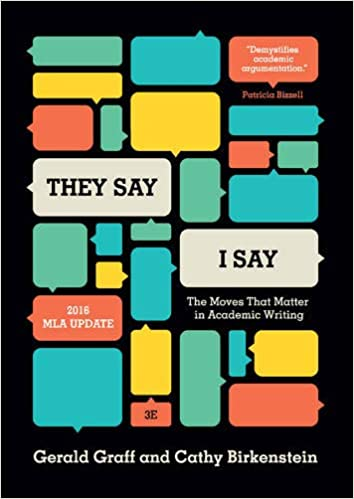 "Demystifies
academic
argumentation."
Patricia Bizzell
THEY SAY
I SAY
The Moves That Matter
in Academic Writing
2016
MLA UPDATE
3E
Gerald Graff and Cathy Birkenstein